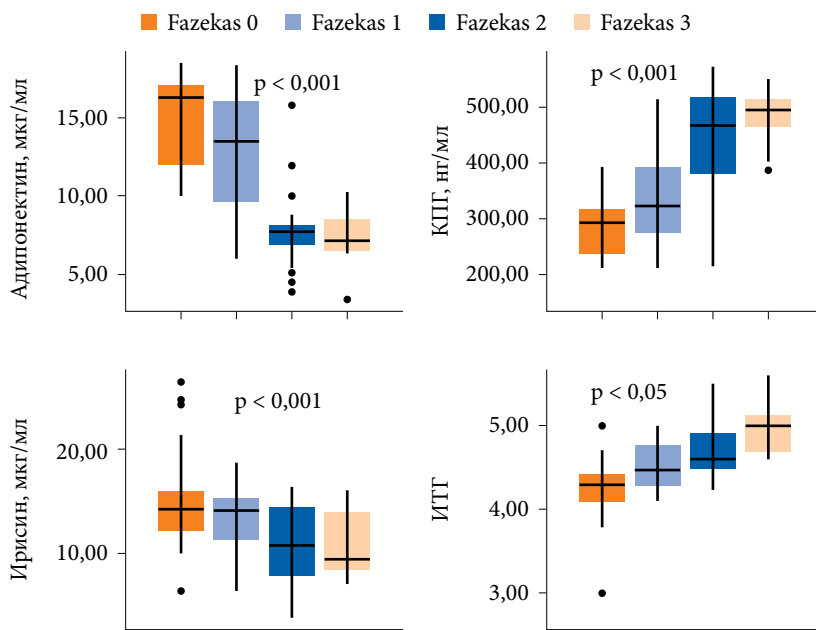 Fazekas 0 Fazekas 1 Fazekas 2 Fazekas 3
Адипонектин, мкг/мл
15,00
10,00
5,00
p < 0,001
КПГ, нг/мл
500,00
400,00
300,00
200,00
p < 0,001
Ирисин, мкг/мл
20,00
10,00
p < 0,001
ИТГ
5,00
4,00
3,00
p < 0,05